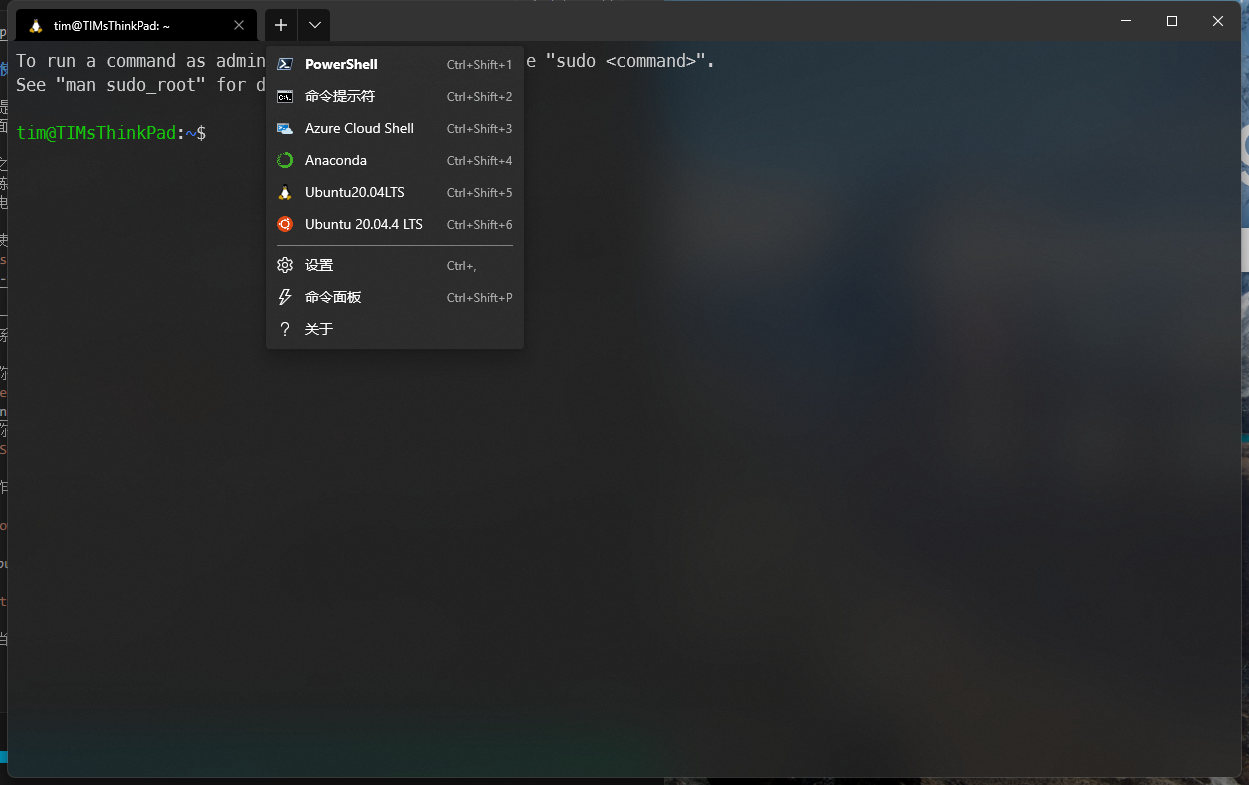 tim@TIMsThinkPad: ~
To run a command as admin
e "sudo <command>".
See "man sudo_root" for d
tim@TIMsThinkPad:~$
PowerShell Ctrl+Shift+1
命令提示符 Ctrl+Shift+2
Azure Cloud Shell Ctrl+Shift+3
Anaconda Ctrl+Shift+4
Ubuntu20.04LTS Ctrl+Shift+5
Ubuntu 20.04.4 LTS Ctrl+Shift+6
设置 Ctrl+,
命令面板 Ctrl+Shift+P
? 关于